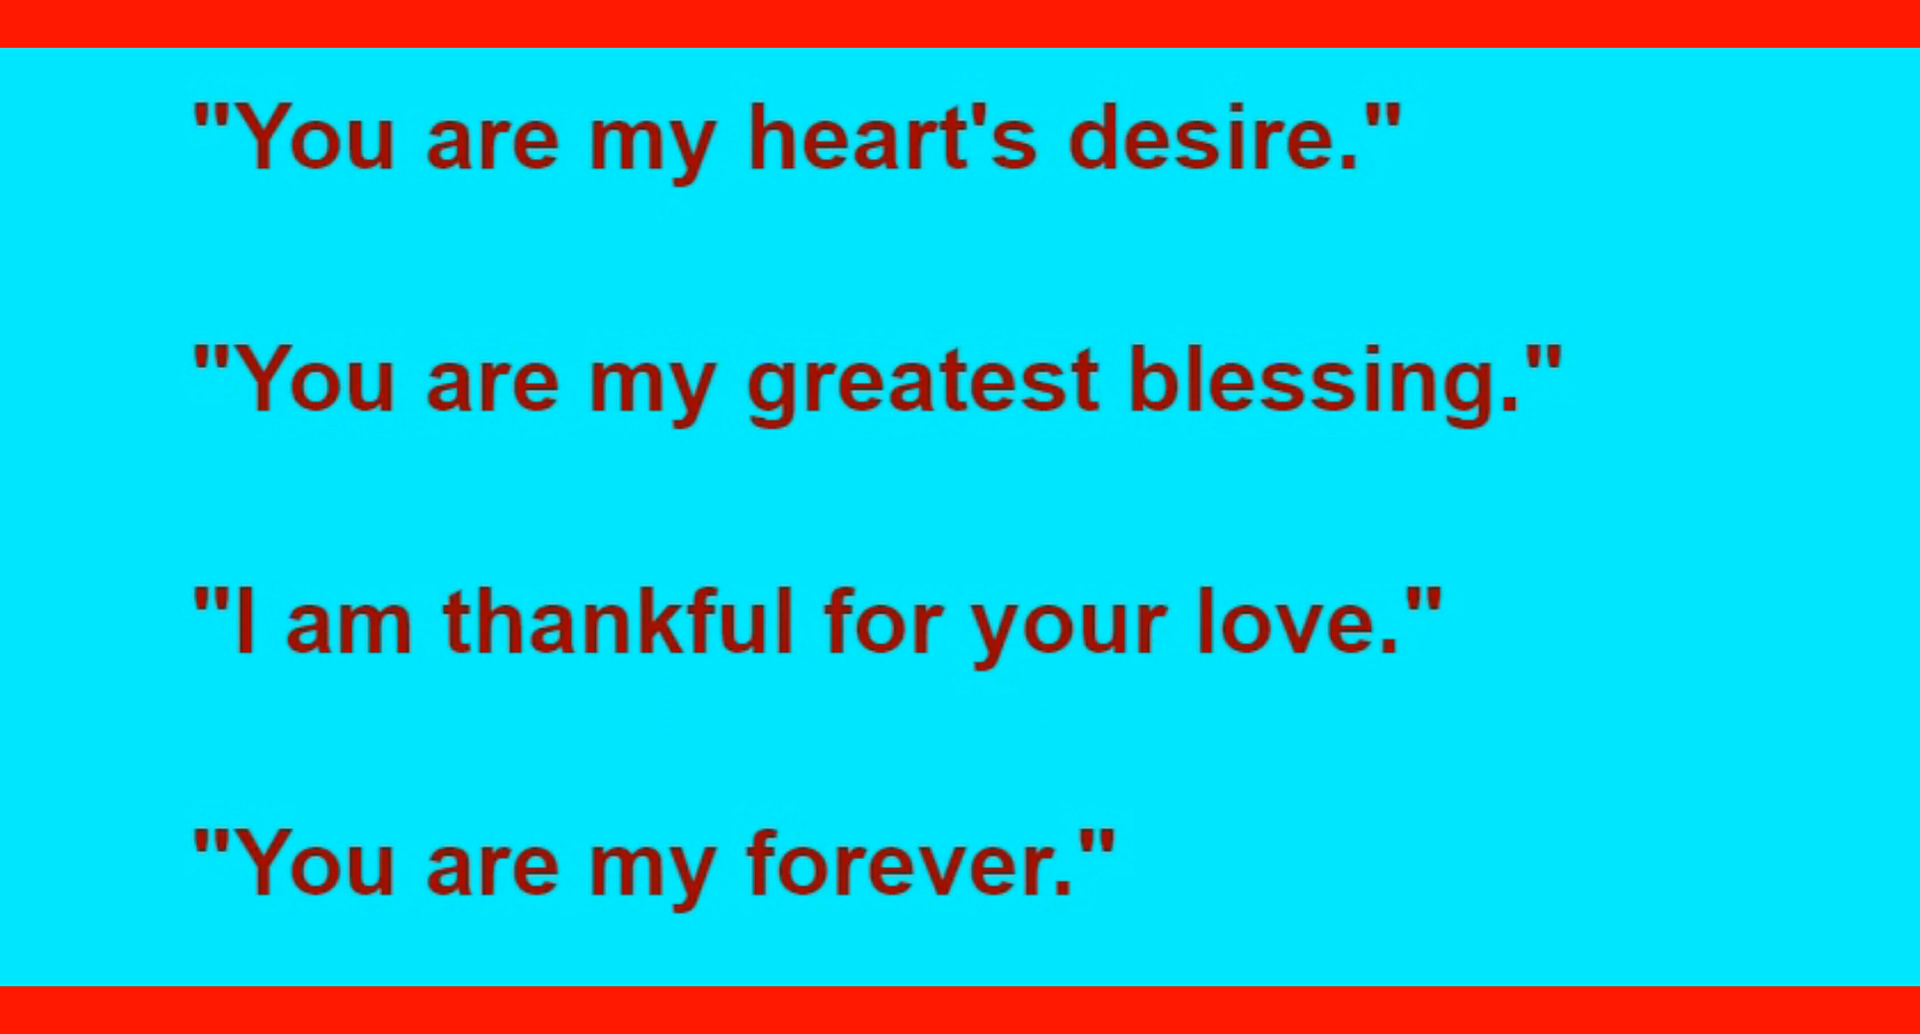 "You are my heart's desire."
"You are my greatest blessing."
"I am thankful for your love."
"You are my forever."